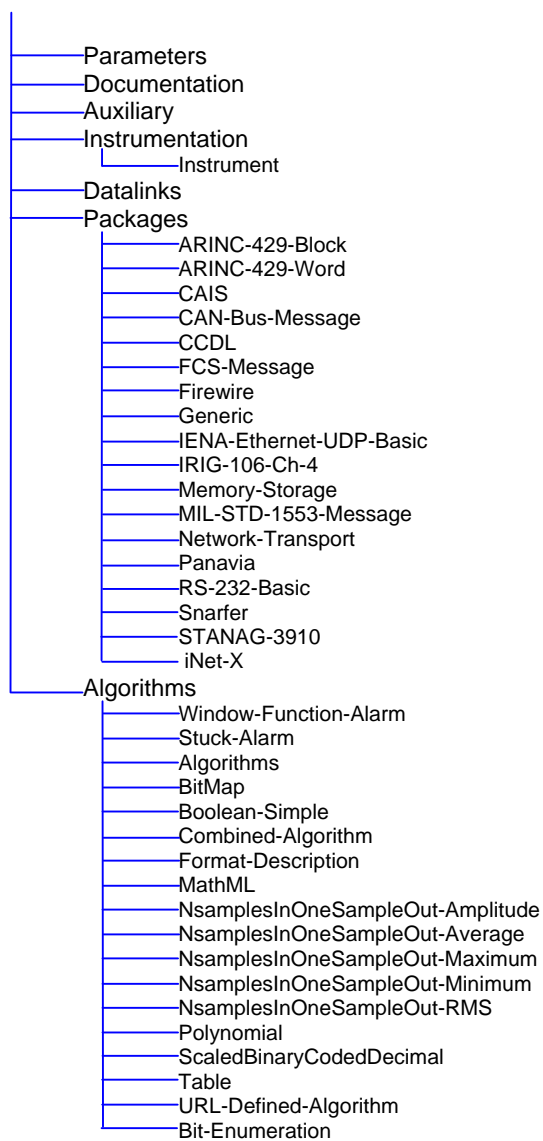 Parameters
Documentation
Auxiliary
Instrumentation
Instrument
Datalinks
Packages
ARINC-429-Block
ARINC-429-Word
CAIS
CAN-Bus-Message
CCDL
FCS-Message
Firewire
Generic
IENA-Ethernet-UDP-Basic
IRIG-106-Ch-4
Memory-Storage
MIL-STD-1553-Message
Network-Transport
Panavia
RS-232-Basic
Snarfer
STANAG-3910
iNet-X
Algorithms
Window-Function-Alarm
Stuck-Alarm
Algorithms
BitMap
Boolean-Simple
Combined-Algorithm
Format-Description
MathML
NsamplesInOneSampleOut-Amplitude
NsamplesInOneSampleOut-Average
NsamplesInOneSampleOut-Maximum
NsamplesInOneSampleOut-Minimum
NsamplesInOneSampleOut-RMS
Polynomial
ScaledBinaryCodedDecimal
Table
URL-Defined-Algorithm
Bit-Enumeration